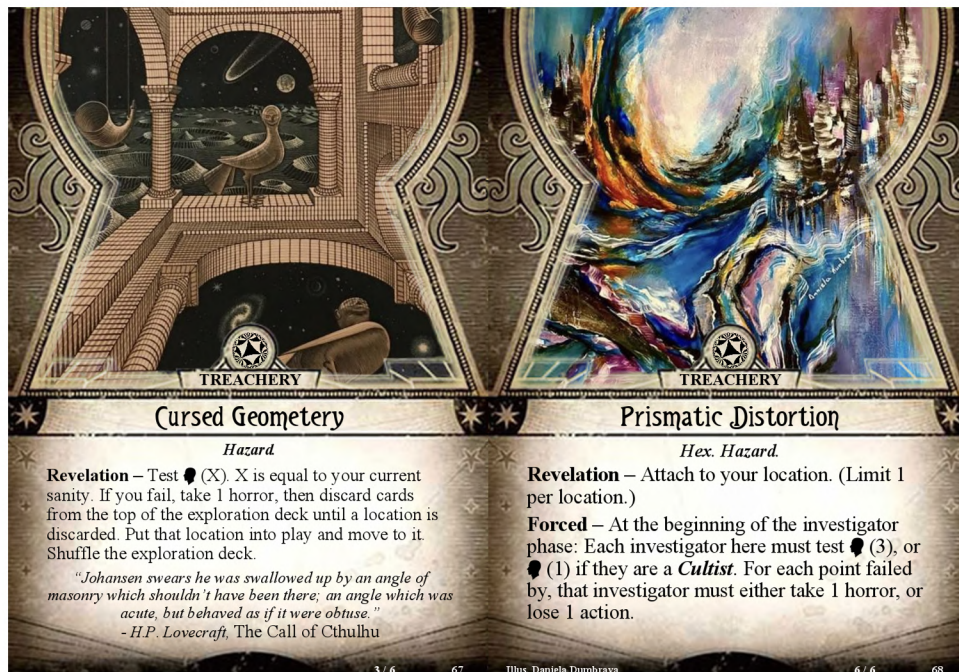 TREACHERY
Cursed Geometery
Hazard.
Revelation – Test (X). X is equal to your current
sanity. If you fail, take 1 horror, then discard cards
from the top of the exploration deck until a location is
discarded. Put that location into play and move to it.
Shuffle the exploration deck.
“Johansen swears he was swallowed up by an angle of
masonry which shouldn’t have been there; an angle which was
acute, but behaved as if it were obtuse.”
- H.P. Lovecraft, The Call of Cthulhu
3 / 6 67
TREACHERY
Prismatic Distortion
Hex. Hazard.
Revelation – Attach to your location. (Limit 1
per location.)
Forced – At the beginning of the investigator
phase: Each investigator here must test (3), or
(1) if they are a Cultist. For each point failed
by, that investigator must either take 1 horror, or
lose 1 action.
Illus. Daniela Dumbrava 6 / 6 68